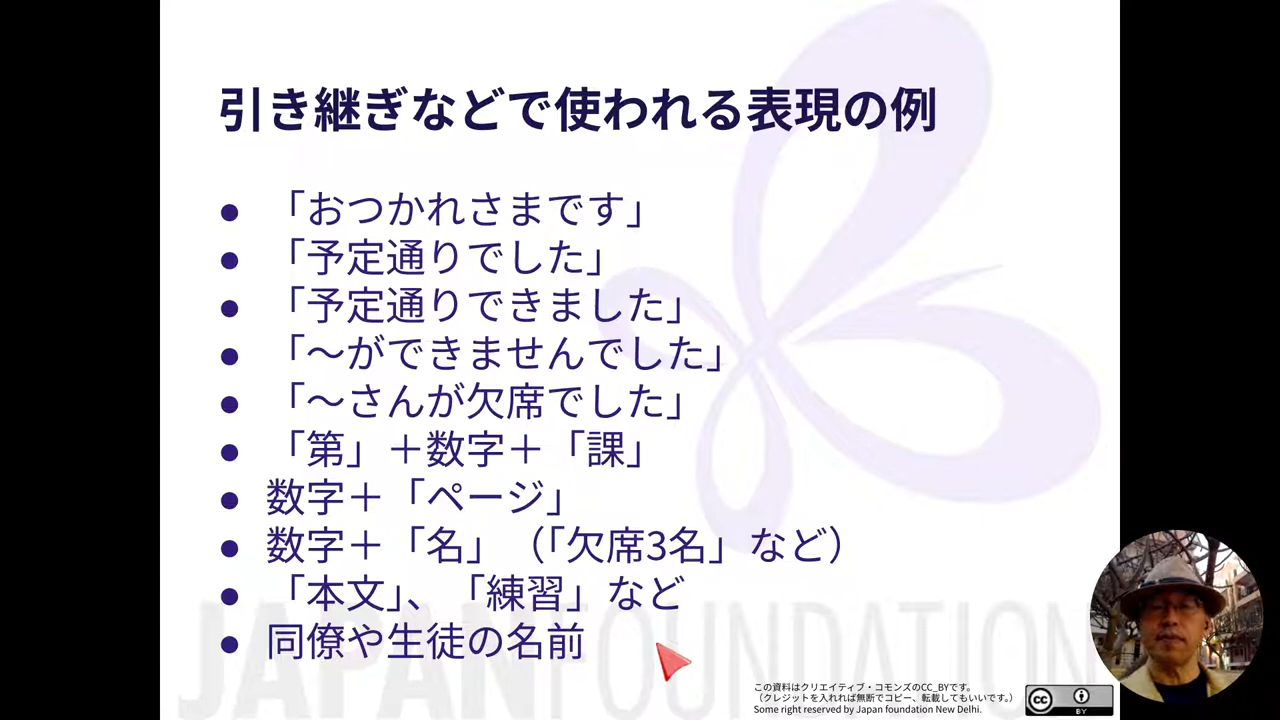 引き継ぎなどで使われる表現の例
● 「おつかれさまです」
● 「予定通りでした」
● 「予定通りできました」
● 「～ができませんでした」
● 「～さんが欠席でした」
● 「第」＋数字＋「課」
● 数字＋「ページ」
● 数字＋「名」（「欠席3名」など）
● 「本文」、「練習」など
● 同僚や生徒の名前
JAPAN FOUNDATION
この資料はクリエイティブ・コモンズのCC_BYです。
（クレジットを入れれば無断でコピー、転載してもいいです。）
Some right reserved by Japan foundation New Delhi.
cc
BY